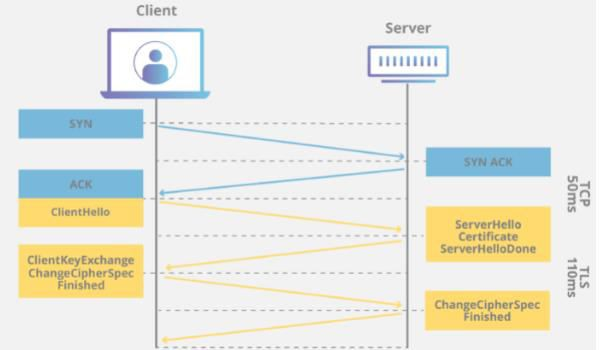 Client
Server
SYN
SYN ACK
ACK
ClientHello
ServerHello
Certificate
ServerHelloDone
ClientKeyExchange
ChangeCipherSpec
Finished
ChangeCipherSpec
Finished
TCP
50ms
TLS
110ms